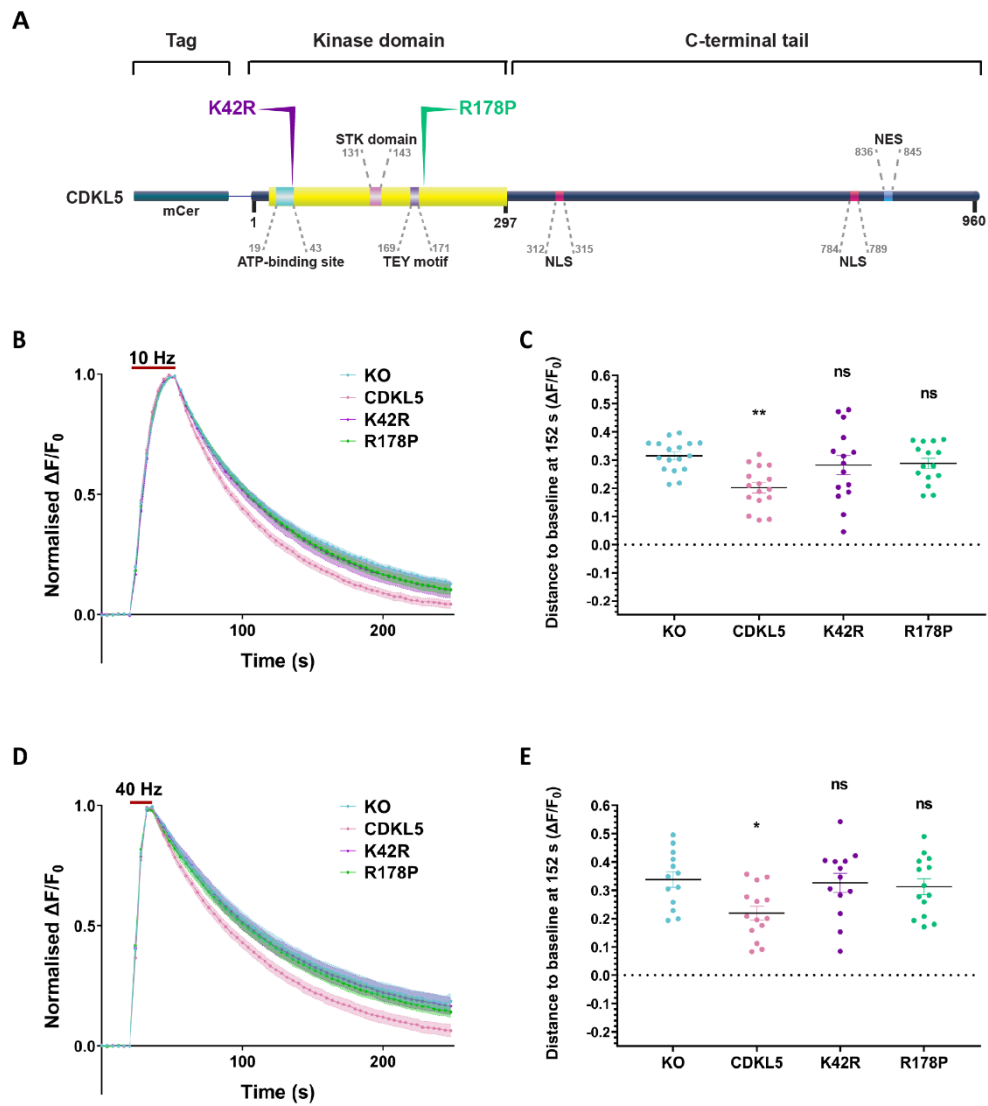 A
Tag Kinase domain C-terminal tail
K42R R178P
STK domain NES
131 143 836 845
CDKL5
mCer
1 297 960
19 43 169 171 312 315 784 789
ATP-binding site TEY motif NLS NLS
B
10 Hz
KO
CDKL5
K42R
R178P
Normalised ΔF/F0
1.0
0.5
0.0
100 200
Time (s)
C
Distance to baseline at 152 s (ΔF/F0)
0.6
0.5
0.4
0.3
0.2
0.1
0.0
-0.1
-0.2
** ns ns
KO CDKL5 K42R R178P
D
40 Hz
KO
CDKL5
K42R
R178P
Normalised ΔF/F0
1.0
0.5
0.0
100 200
Time (s)
E
Distance to baseline at 152 s (ΔF/F0)
0.6
0.5
0.4
0.3
0.2
0.1
0.0
-0.1
-0.2
* ns ns
KO CDKL5 K42R R178P